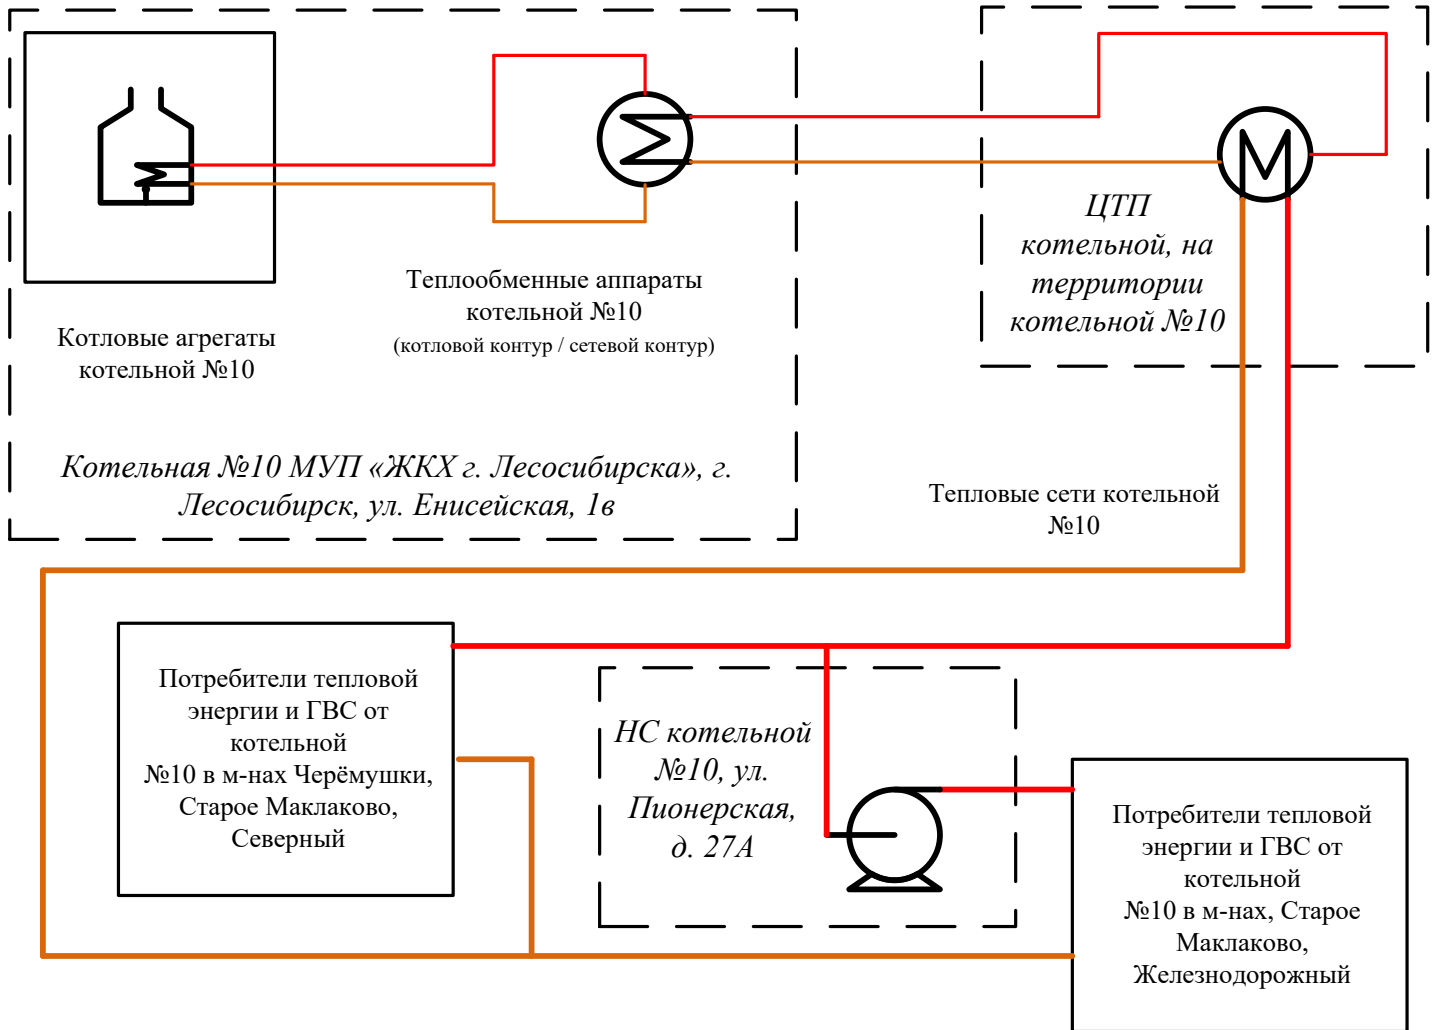 ЦТП
котельной, на
территории
котельной №10
Теплообменные аппараты
котельной №10
(котловой контур / сетевой контур)
Котловые агрегаты
котельной №10
Котельная №10 МУП «ЖКХ г. Лесосибирска», г.
Лесосибирск, ул. Енисейская, 1в
Тепловые сети котельной
№10
Потребители тепловой
энергии и ГВС от
котельной
№10 в м-нах Черёмушки,
Старое Маклаково,
Северный
НС котельной
№10, ул.
Пионерская,
д. 27А
Потребители тепловой
энергии и ГВС от
котельной
№10 в м-нах, Старое
Маклаково,
Железнодорожный